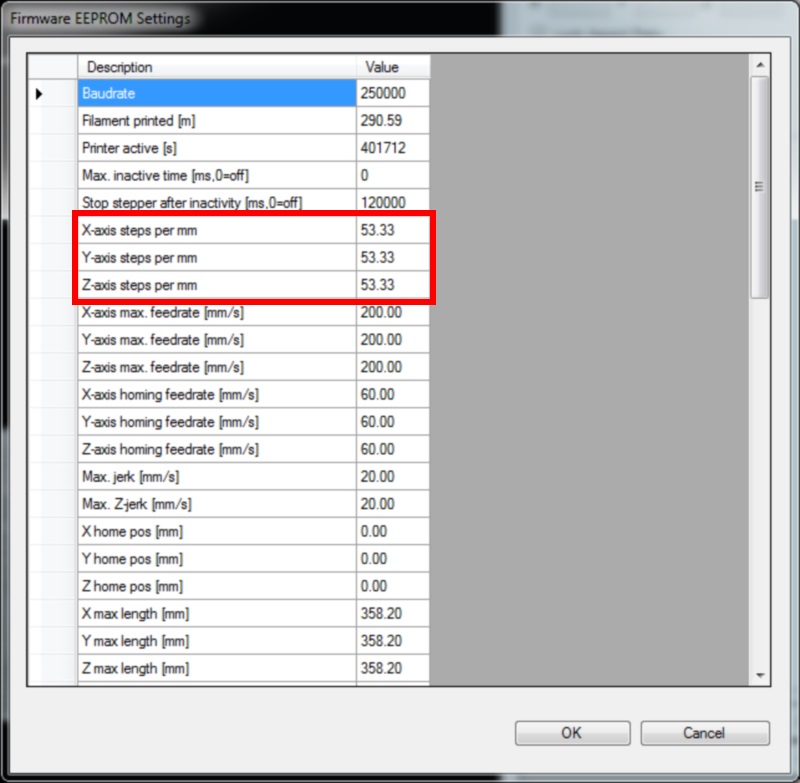 Firmware EEPROM Settings
Description Value
Baudrate 250000
Filament printed [m] 290.59
Printer active [s] 401712
Max. inactive time [ms,0=off] 0
Stop stepper after inactivity [ms,0=off] 120000
X-axis steps per mm 53.33
Y-axis steps per mm 53.33
Z-axis steps per mm 53.33
X-axis max. feedrate [mm/s] 200.00
Y-axis max. feedrate [mm/s] 200.00
Z-axis max. feedrate [mm/s] 200.00
X-axis homing feedrate [mm/s] 60.00
Y-axis homing feedrate [mm/s] 60.00
Z-axis homing feedrate [mm/s] 60.00
Max. jerk [mm/s] 20.00
Max. Z-jerk [mm/s] 20.00
X home pos [mm] 0.00
Y home pos [mm] 0.00
Z home pos [mm] 0.00
X max length [mm] 358.20
Y max length [mm] 358.20
Z max length [mm] 358.20
OK Cancel